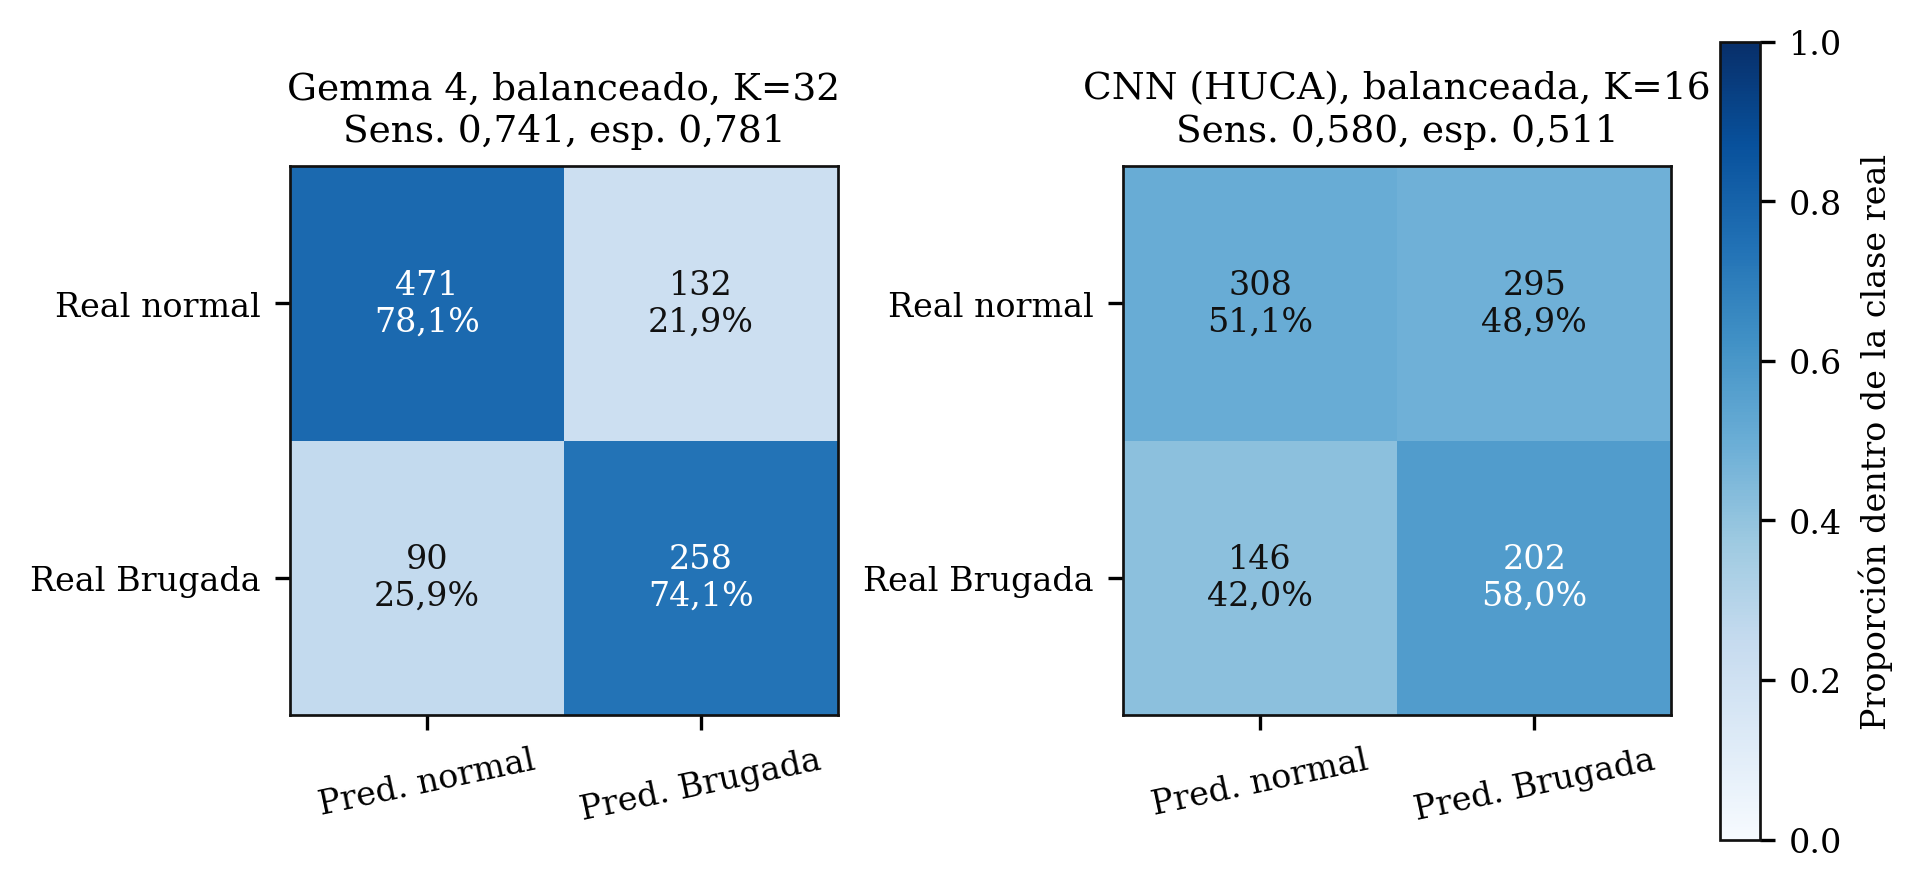 Gemma 4, balanceado, K=32
Sens. 0,741, esp. 0,781
Real normal
471
78,1%
132
21,9%
Real Brugada
90
25,9%
258
74,1%
Pred. normal
Pred. Brugada
CNN (HUCA), balanceada, K=16
Sens. 0,580, esp. 0,511
Real normal
308
51,1%
295
48,9%
Real Brugada
146
42,0%
202
58,0%
Pred. normal
Pred. Brugada
1.0
0.8
0.6
0.4
0.2
0.0
Proporción dentro de la clase real